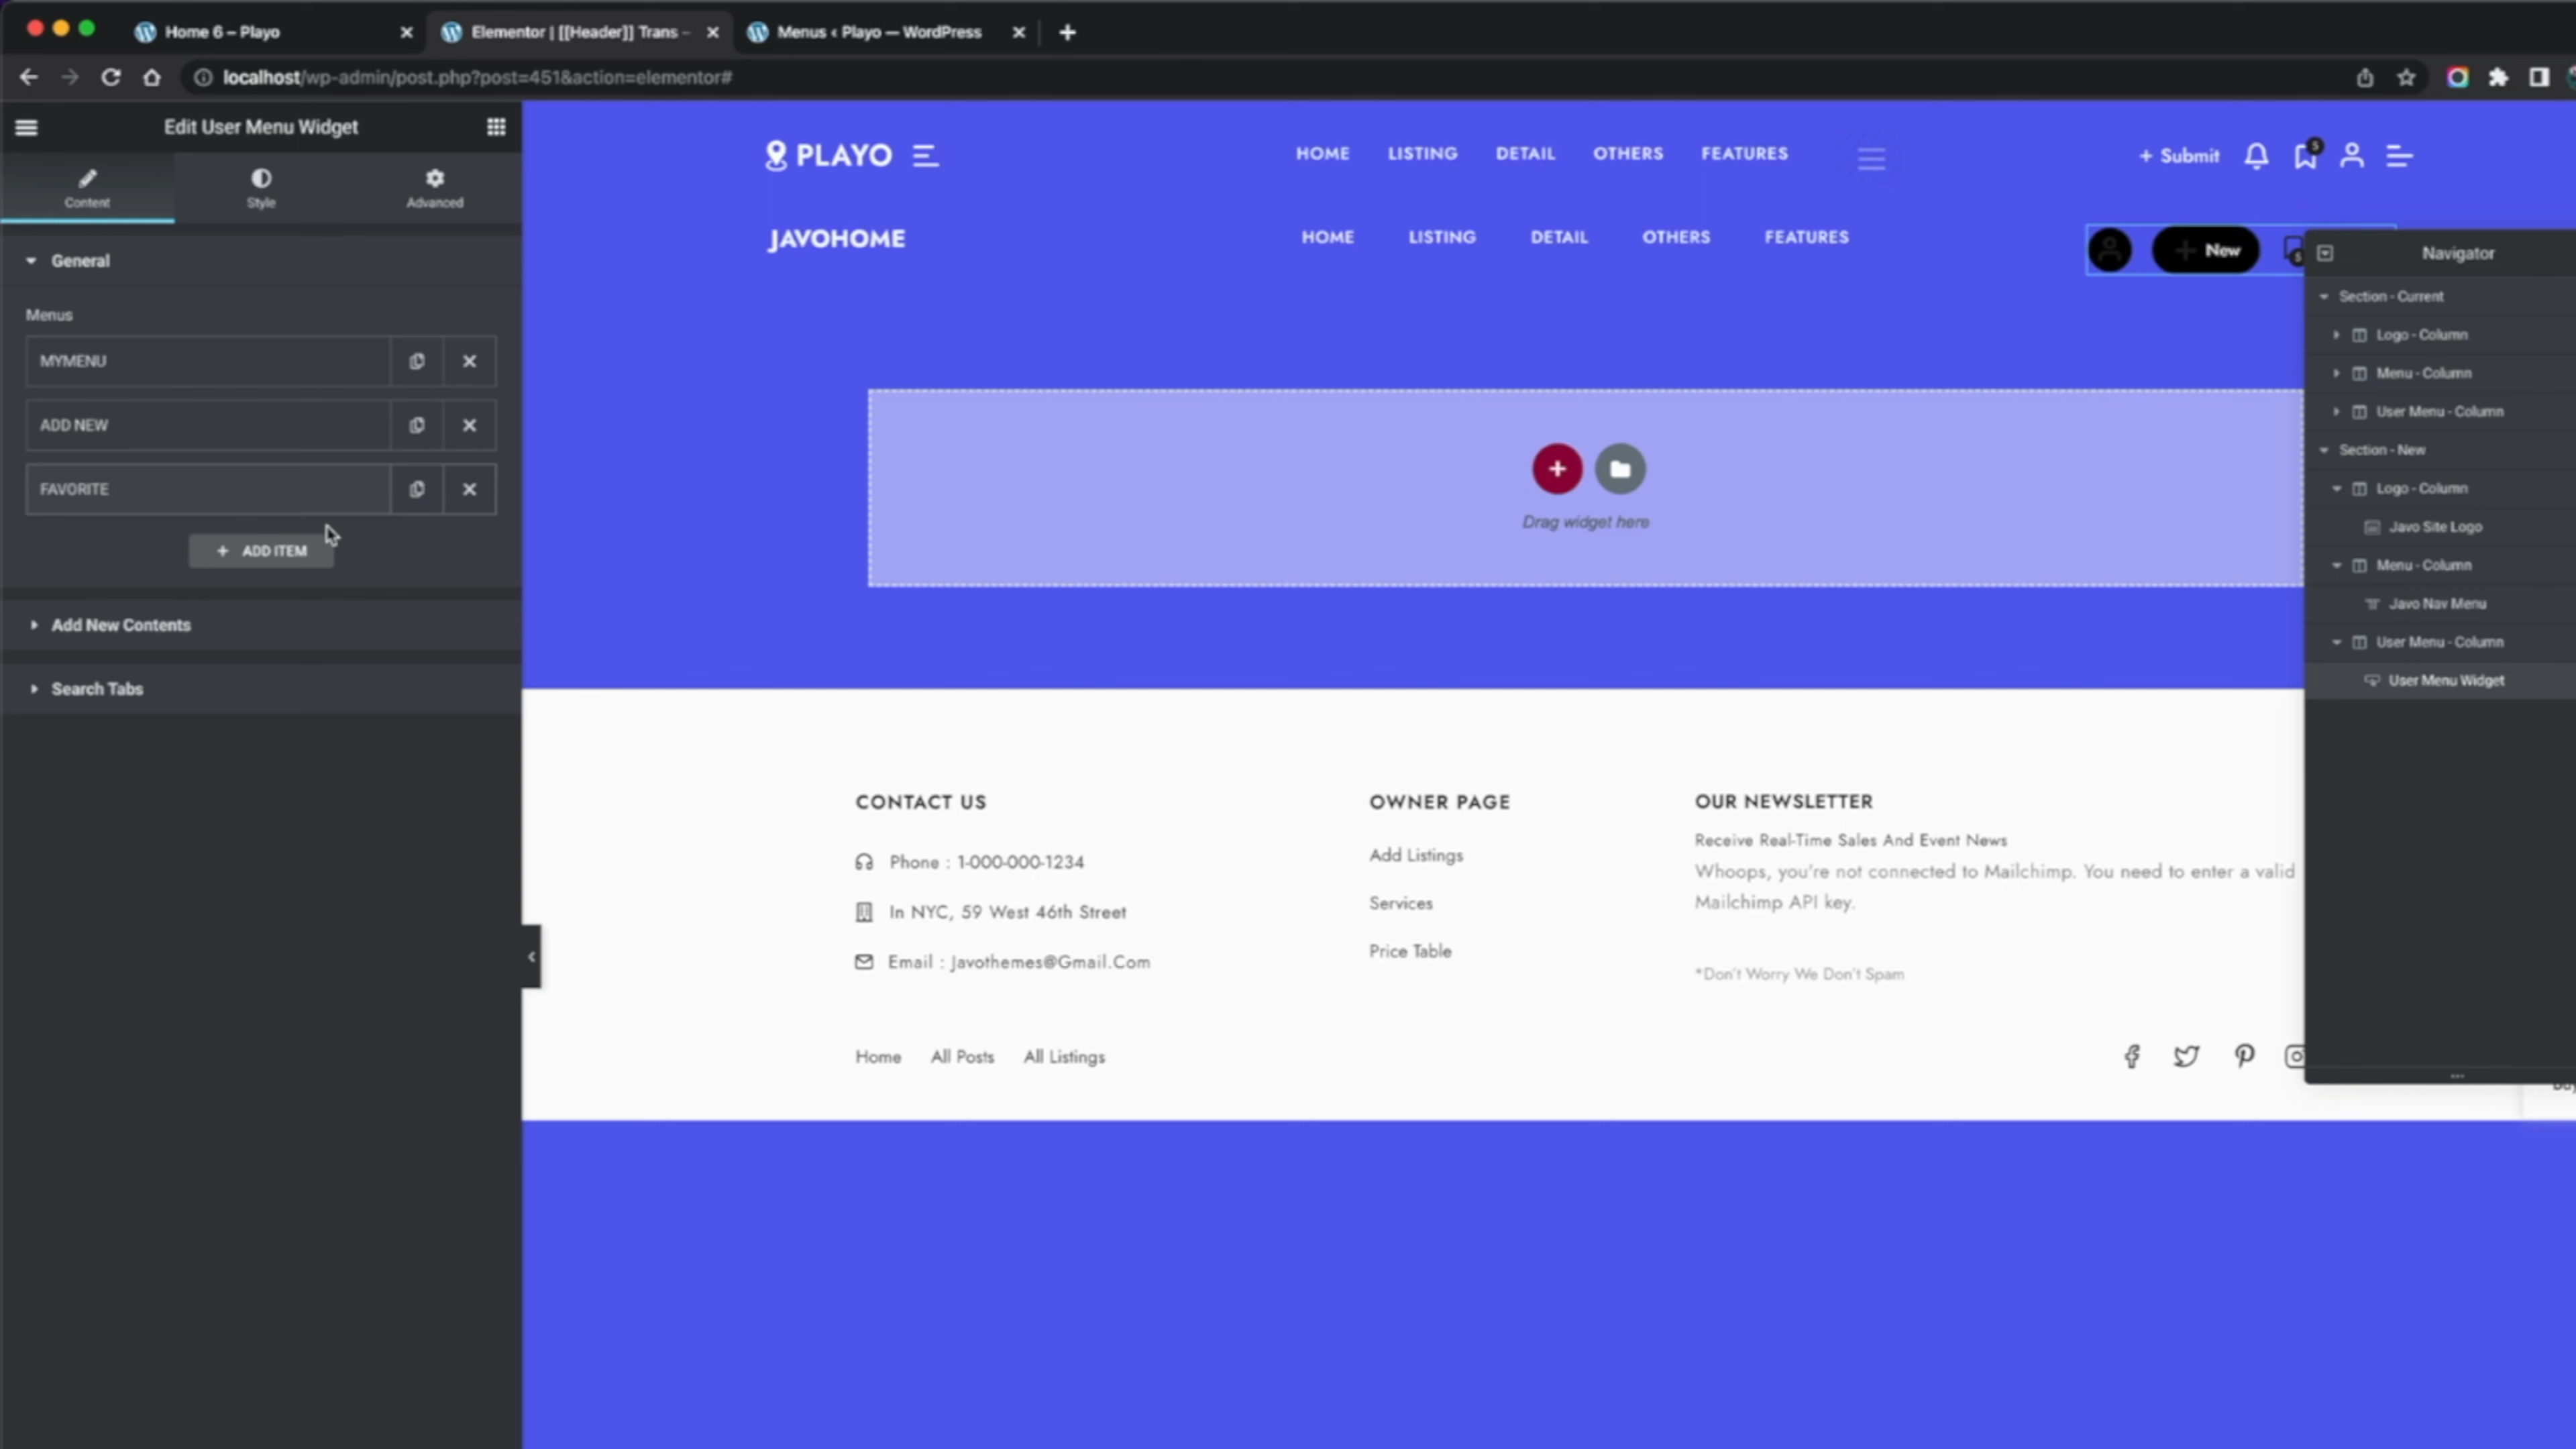 Home 6 – Playo
Elementor | [[Header]] Trans -
Menus ‹ Playo — WordPress
localhost/wp-admin/post.php?post=451&action=elementor#
Edit User Menu Widget
Content
Style
Advanced
General
Menus
MYMENU
ADD NEW
FAVORITE
+ ADD ITEM
Add New Contents
Search Tabs
PLAYO
HOME LISTING DETAIL OTHERS FEATURES
+ Submit
5
JAVOHOME
HOME LISTING DETAIL OTHERS FEATURES
+ New
5
Drag widget here
CONTACT US
Phone : 1-000-000-1234
In NYC, 59 West 46th Street
Email : Javothemes@Gmail.Com
OWNER PAGE
Add Listings
Services
Price Table
OUR NEWSLETTER
Receive Real-Time Sales And Event News
Whoops, you're not connected to Mailchimp. You need to enter a valid
Mailchimp API key.
*Don't Worry We Don't Spam
Home All Posts All Listings
Navigator
Section - Current
Logo - Column
Menu - Column
User Menu - Column
Section - New
Logo - Column
Javo Site Logo
Menu - Column
Javo Nav Menu
User Menu - Column
User Menu Widget